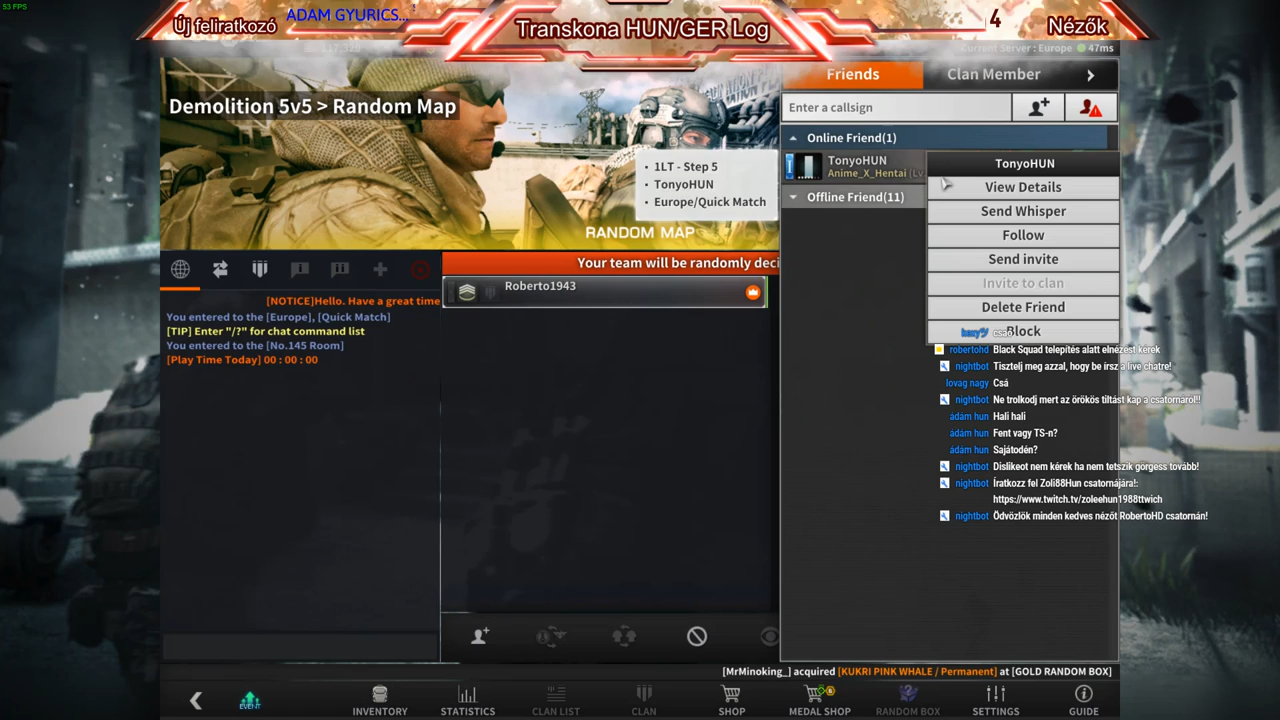 53 FPS
Új feliratkozó
ADAM GYURICS...
Transkona HUN/GER Log
4
Nézők
Current Server : Europe 47ms
Friends
Clan Member
Demolition 5v5 > Random Map
Enter a callsign
Online Friend(1)
TonyoHUN
Anime_X_Hentai [Lv
Offline Friend(11)
TonyoHUN
View Details
Send Whisper
Follow
Send invite
Invite to clan
Delete Friend
Block
1LT - Step 5
TonyoHUN
Europe/Quick Match
RANDOM MAP
Your team will be randomly deci
Roberto1943
[NOTICE]Hello. Have a great time
You entered to the [Europe], [Quick Match]
[TIP] Enter "/?" for chat command list
You entered to the [No.145 Room]
[Play Time Today] 00 : 00 : 00
robertohd Black Squad telepítés alatt elnézést kérek
nightbot Tisztelj meg azzal, hogy be írsz a live chatre!
lovag nagy Csá
nightbot Ne trolkodj mert az örökös tiltást kap a csatornarol!!
ádám hun Hali hali
ádám hun Fent vagy TS-n?
ádám hun Sajátodén?
nightbot Dislikeot nem kérek ha nem tetszik görgess tovább!
nightbot Íratkozz fel Zoli88Hun csatornájára!:
https://www.twitch.tv/zoleehun1988ttwich
nightbot Üdvözlök minden kedves nézőt RobertoHD csatornán!
[MrMinoking_] acquired [KUKRI PINK WHALE / Permanent] at [GOLD RANDOM BOX]
EVENT
INVENTORY
STATISTICS
CLAN LIST
CLAN
SHOP
MEDAL SHOP
RANDOM BOX
SETTINGS
GUIDE